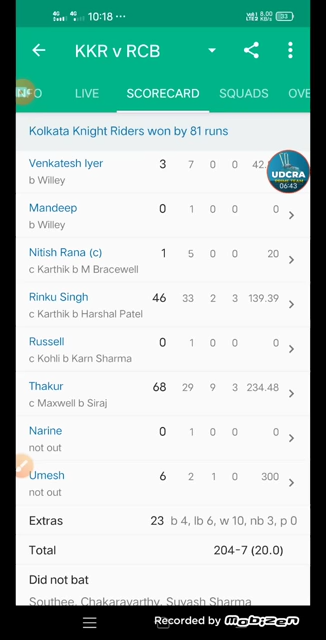 10:18 ...
KKR v RCB
LIVE SCORECARD SQUADS OVE
Kolkata Knight Riders won by 81 runs
Venkatesh Iyer 3 7 0 0 42.
b Willey
UDCRA
06:43
Mandeep 0 1 0 0 0
b Willey
Nitish Rana (c) 1 5 0 0 20
c Karthik b M Bracewell
Rinku Singh 46 33 2 3 139.39
c Karthik b Harshal Patel
Russell 0 1 0 0 0
c Kohli b Karn Sharma
Thakur 68 29 9 3 234.48
c Maxwell b Siraj
Narine 0 1 0 0 0
not out
Umesh 6 2 1 0 300
not out
Extras 23 b 4, lb 6, w 10, nb 3, p 0
Total 204-7 (20.0)
Did not bat
Southee, Chakaravarthy, Suyash Sharma
Recorded by mobizen